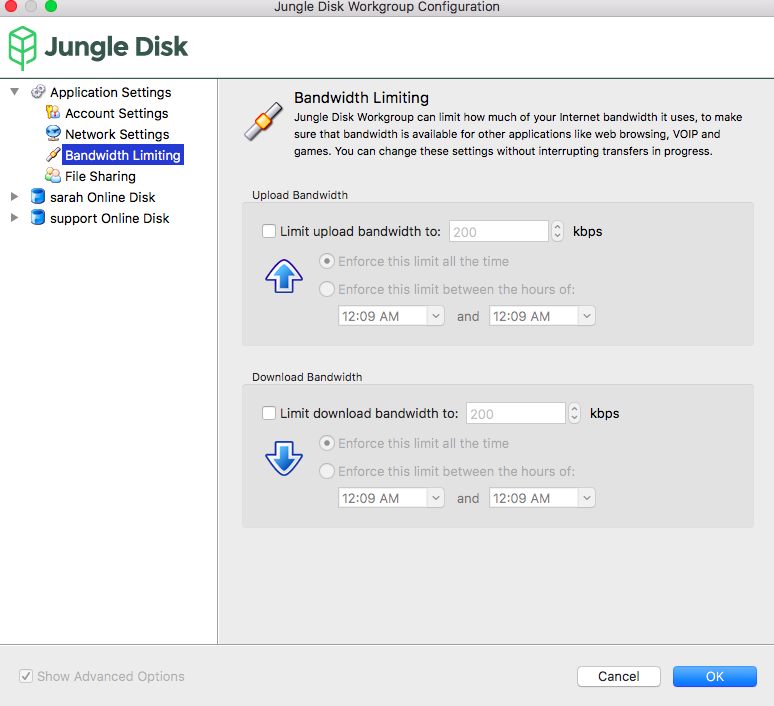 Jungle Disk Workgroup Configuration
Jungle Disk
Application Settings
Account Settings
Network Settings
Bandwidth Limiting
File Sharing
sarah Online Disk
support Online Disk
Bandwidth Limiting
Jungle Disk Workgroup can limit how much of your Internet bandwidth it uses, to make
sure that bandwidth is available for other applications like web browsing, VOIP and
games. You can change these settings without interrupting transfers in progress.
Upload Bandwidth
Limit upload bandwidth to: 200 kbps
Enforce this limit all the time
Enforce this limit between the hours of:
12:09 AM and 12:09 AM
Download Bandwidth
Limit download bandwidth to: 200 kbps
Enforce this limit all the time
Enforce this limit between the hours of:
12:09 AM and 12:09 AM
Show Advanced Options
Cancel OK